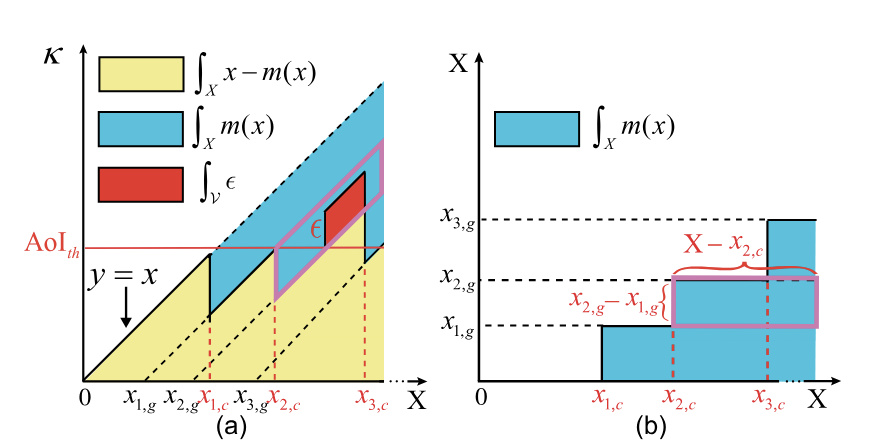 κ
∫_X x − m(x)
∫_X m(x)
∫_𝒱 ϵ
ϵ
AoI_th
y = x
0 x_{1,g} x_{2,g} x_{1,c} x_{3,g} x_{2,c} x_{3,c} X
(a)
X
∫_X m(x)
x_{3,g}
X − x_{2,c}
x_{2,g}
x_{2,g} − x_{1,g}
x_{1,g}
0 x_{1,c} x_{2,c} x_{3,c} X
(b)